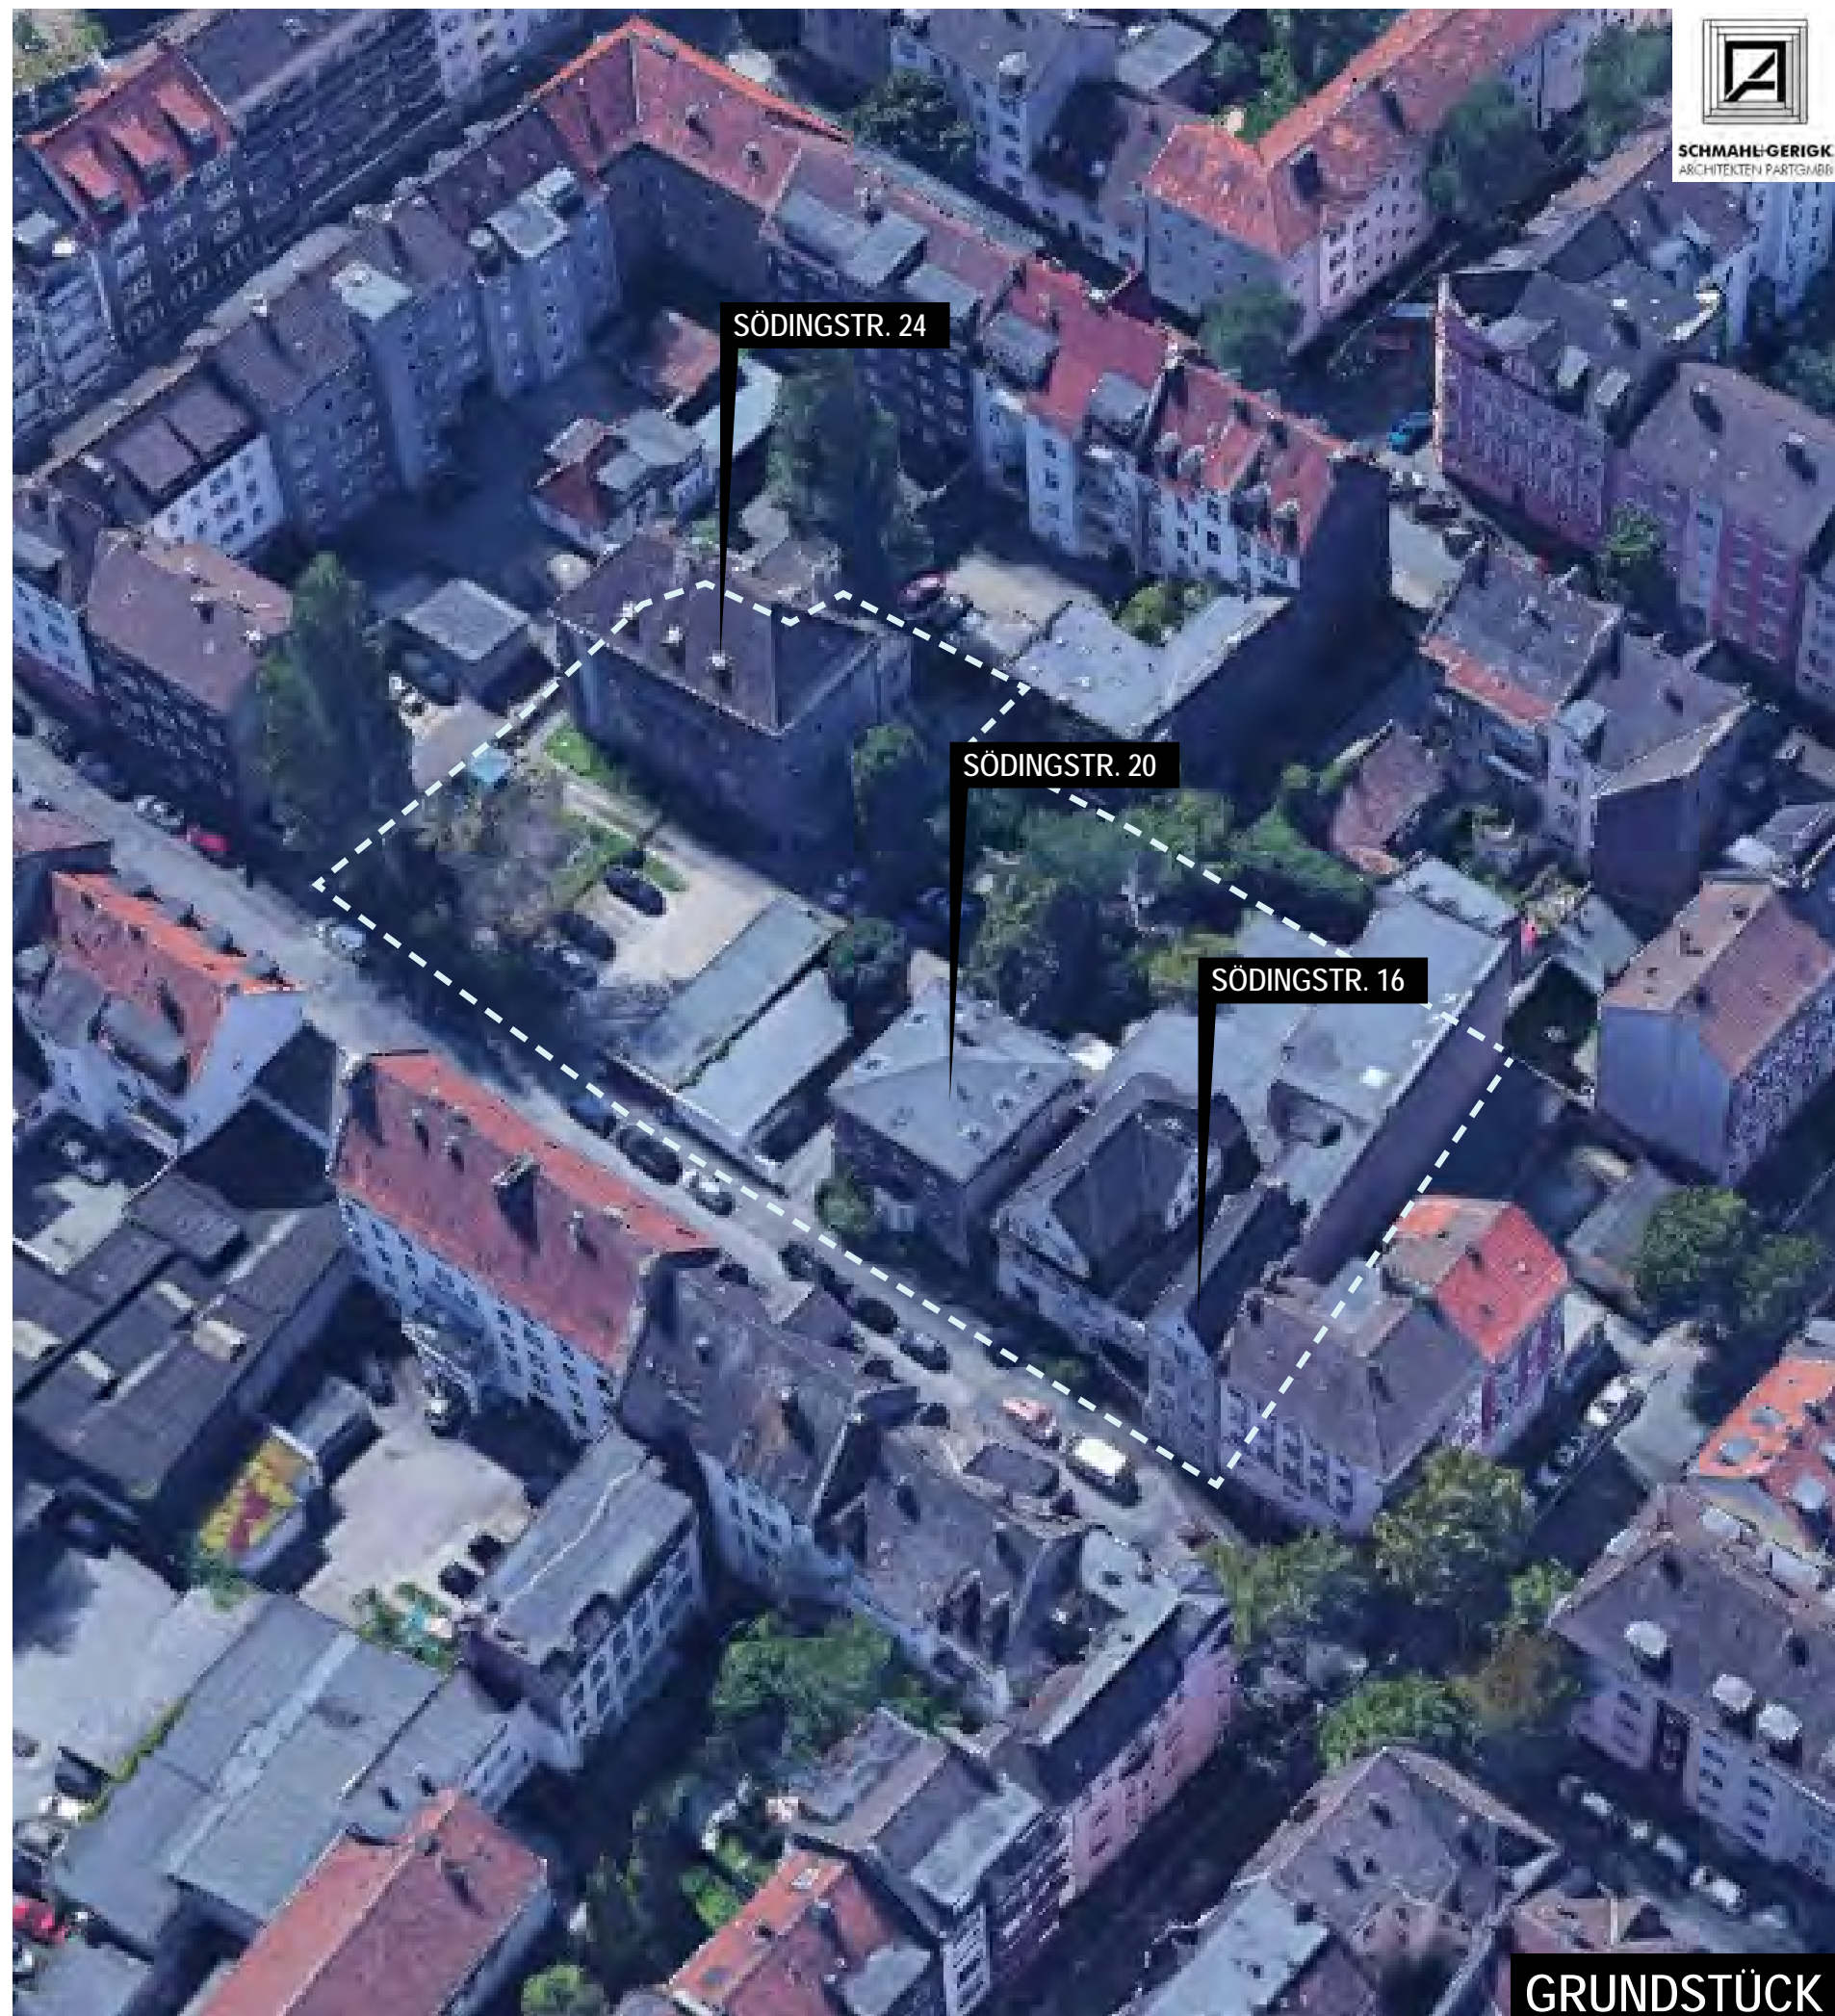 SCHMAHL+GERIGK
ARCHITEKTEN PARTGMBB
SÖDINGSTR. 24
SÖDINGSTR. 20
SÖDINGSTR. 16
GRUNDSTÜCK